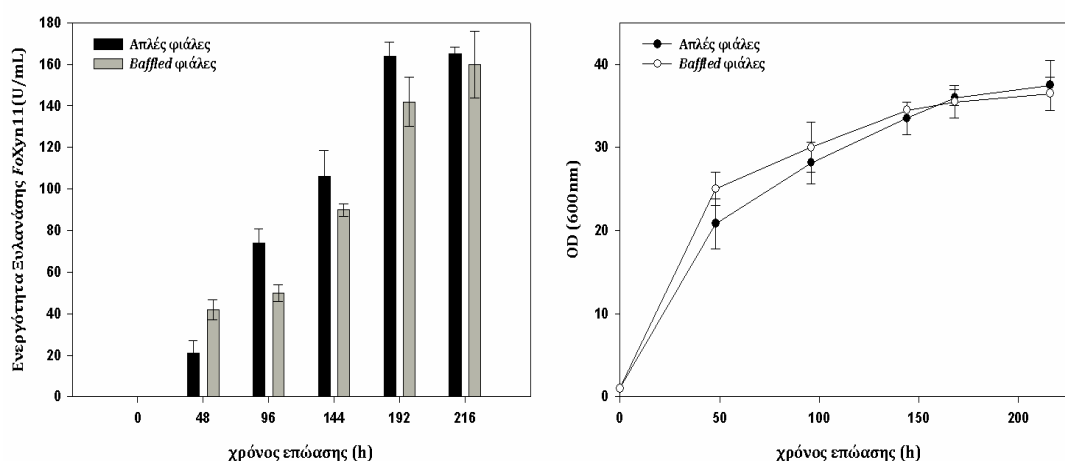 Ενεργότητα Ξυλανάσης FoXyn11(U/mL)
180
160
140
120
100
80
60
40
20
0
Απλές φιάλες
Baffled φιάλες
0 48 96 144 192 216
χρόνος επώασης (h)
OD (600nm)
40
30
20
10
0
Απλές φιάλες
Baffled φιάλες
0 50 100 150 200
χρόνος επώασης (h)